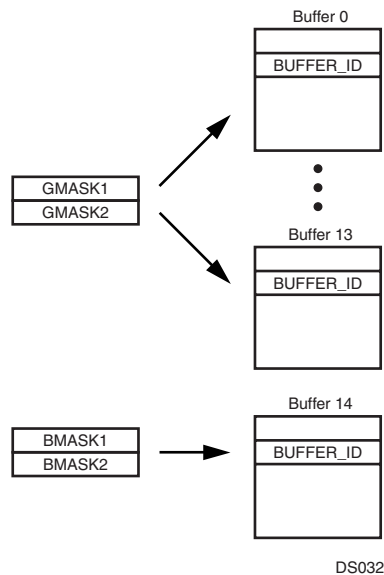 Buffer 0
BUFFER_ID
GMASK1
GMASK2
Buffer 13
BUFFER_ID
Buffer 14
BMASK1
BUFFER_ID
BMASK2
DS032